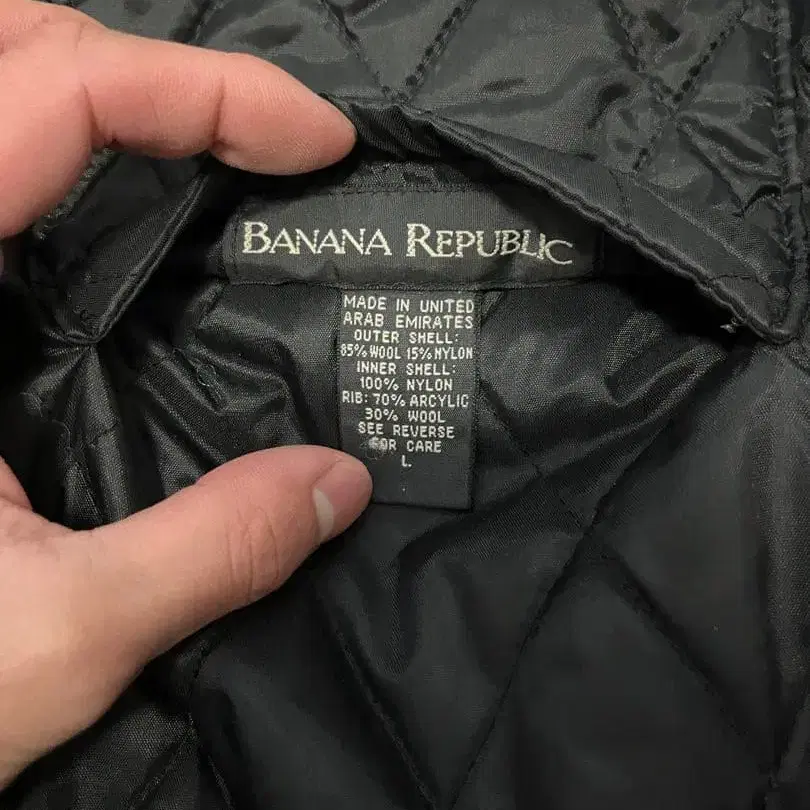 BANANA REPUBLIC
MADE IN UNITED
ARAB EMIRATES
OUTER SHELL:
85% WOOL 15% NYLON
INNER SHELL:
100% NYLON
RIB: 70% ARCYLIC
30% WOOL
SEE REVERSE
FOR CARE
L